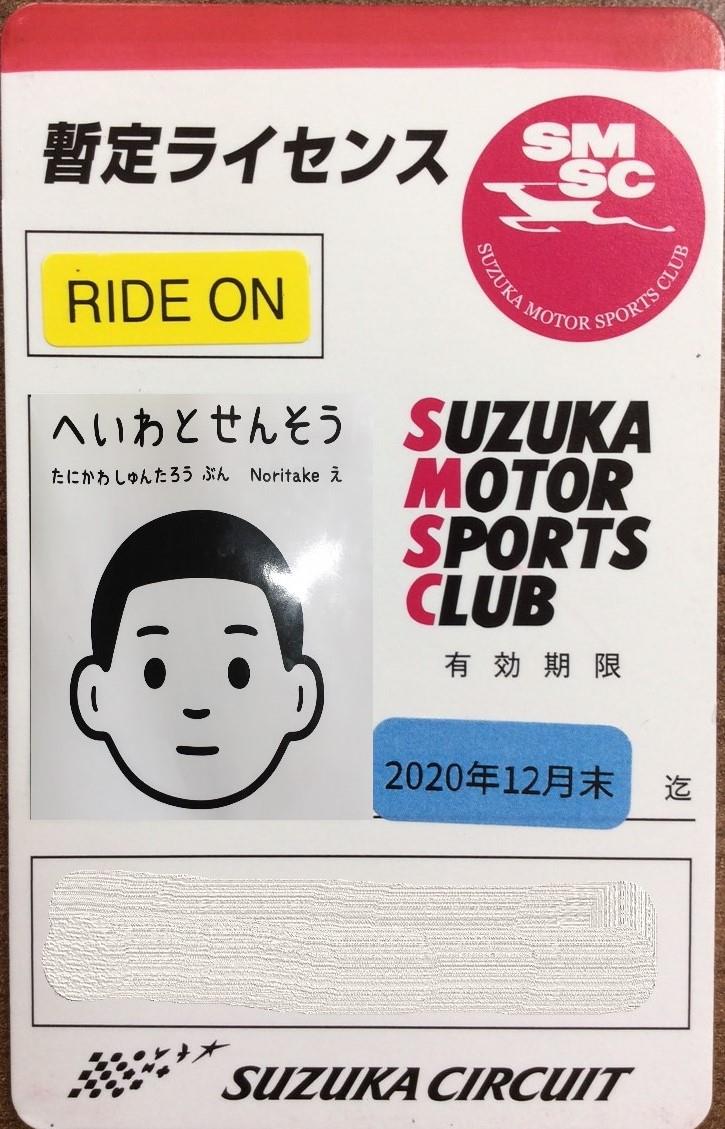 暫定ライセンス
SM
SC
SUZUKA MOTOR SPORTS CLUB
RIDE ON
へいわとせんそう
たにかわしゅんたろう ぶん Noritake え
SUZUKA
MOTOR
SPORTS
CLUB
有効期限
2020年12月末 迄
SUZUKA CIRCUIT